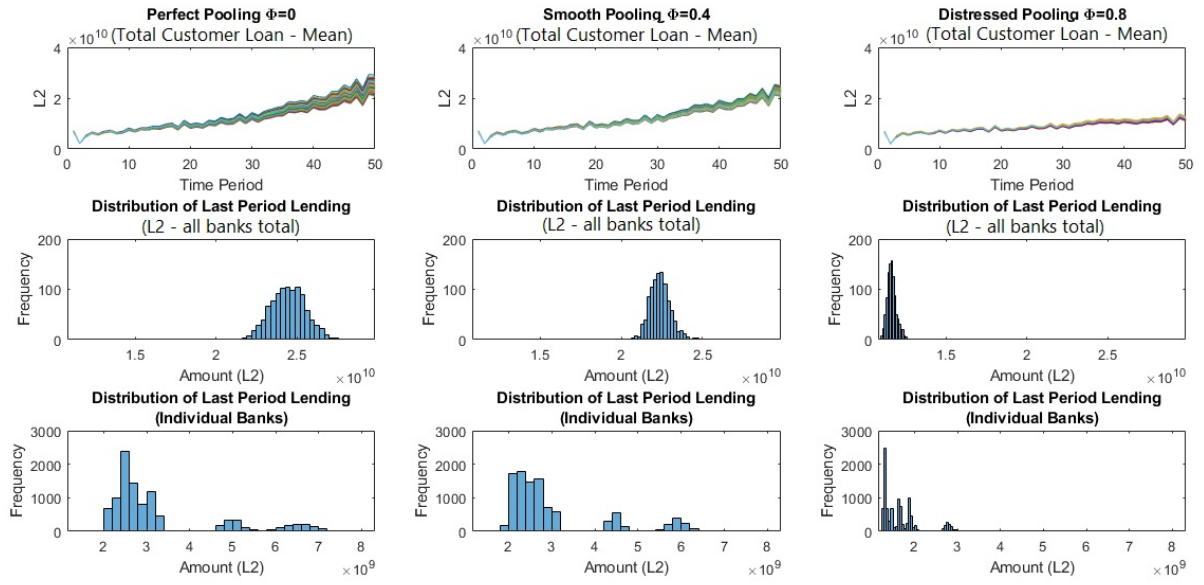 Perfect Pooling Φ=0
(Total Customer Loan - Mean)
×10^10
4
2
0
L2
0 10 20 30 40 50
Time Period
Smooth Pooling Φ=0.4
(Total Customer Loan - Mean)
×10^10
4
2
0
L2
0 10 20 30 40 50
Time Period
Distressed Pooling Φ=0.8
(Total Customer Loan - Mean)
×10^10
4
2
0
L2
0 10 20 30 40 50
Time Period
Distribution of Last Period Lending
(L2 - all banks total)
200
100
0
Frequency
1.5 2 2.5
Amount (L2)
×10^10
Distribution of Last Period Lending
(L2 - all banks total)
200
100
0
Frequency
1.5 2 2.5
Amount (L2)
×10^10
Distribution of Last Period Lending
(L2 - all banks total)
200
100
0
Frequency
1.5 2 2.5
Amount (L2)
×10^10
Distribution of Last Period Lending
(Individual Banks)
3000
2000
1000
0
Frequency
2 3 4 5 6 7 8
Amount (L2)
×10^9
Distribution of Last Period Lending
(Individual Banks)
3000
2000
1000
0
Frequency
2 3 4 5 6 7 8
Amount (L2)
×10^9
Distribution of Last Period Lending
(Individual Banks)
3000
2000
1000
0
Frequency
2 3 4 5 6 7 8
Amount (L2)
×10^9